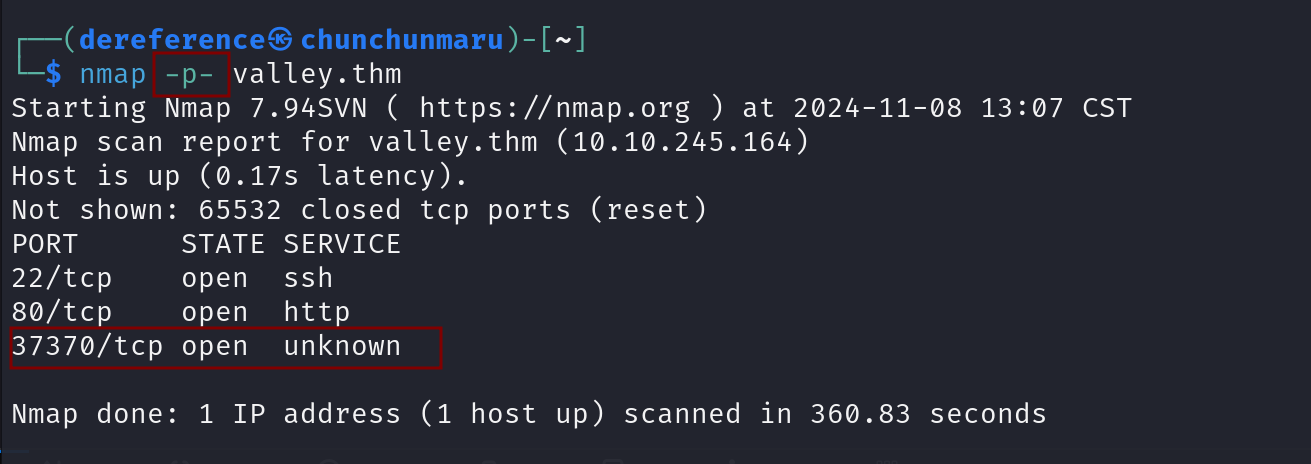 ┌──(dereference㉿ chunchunmaru)-[~]
└─$ nmap -p- valley.thm
Starting Nmap 7.94SVN ( https://nmap.org ) at 2024-11-08 13:07 CST
Nmap scan report for valley.thm (10.10.245.164)
Host is up (0.17s latency).
Not shown: 65532 closed tcp ports (reset)
PORT      STATE SERVICE
22/tcp    open  ssh
80/tcp    open  http
37370/tcp open  unknown
Nmap done: 1 IP address (1 host up) scanned in 360.83 seconds